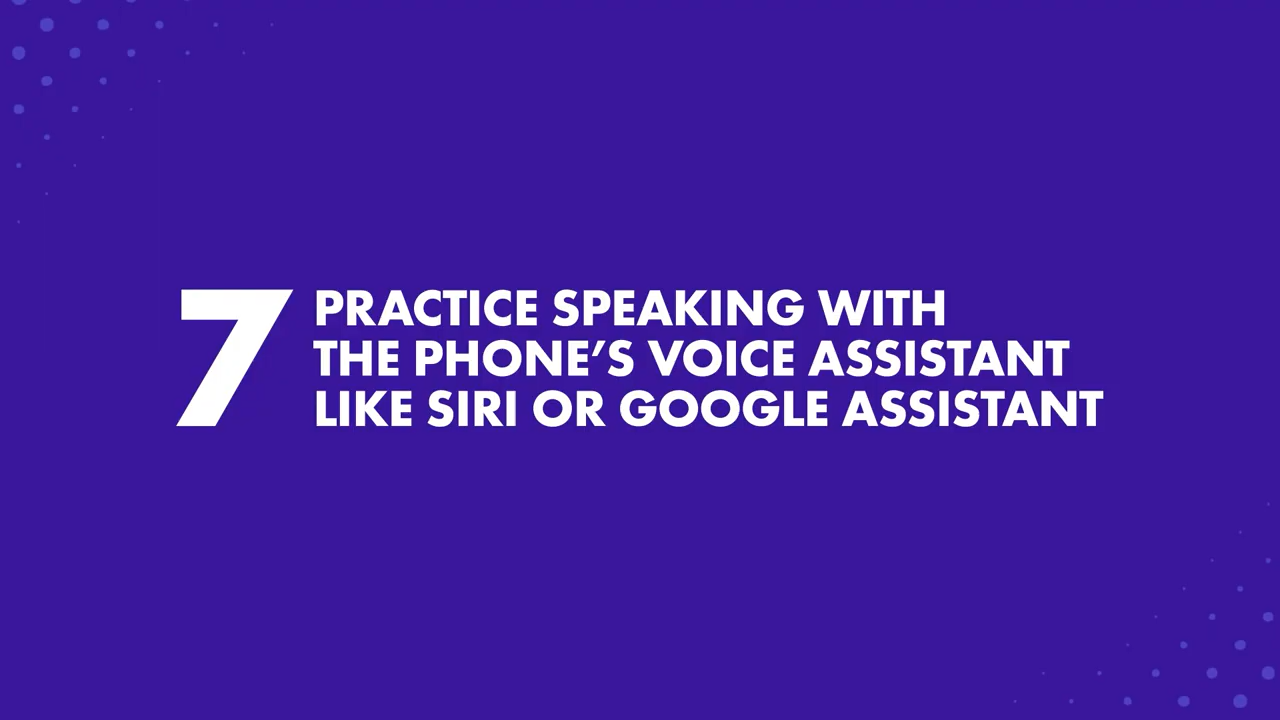 7
PRACTICE SPEAKING WITH
THE PHONE’S VOICE ASSISTANT
LIKE SIRI OR GOOGLE ASSISTANT